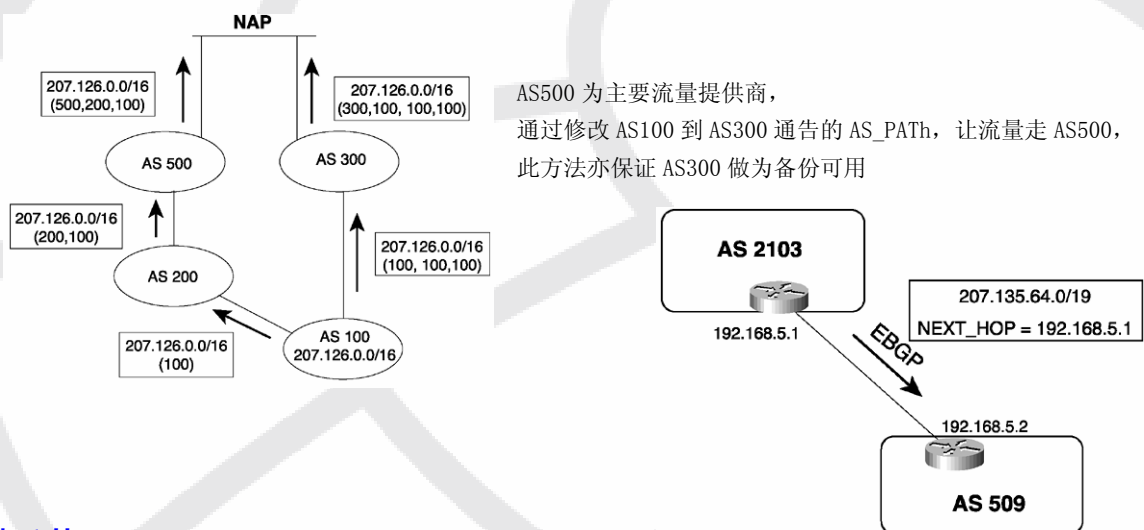 NAP
207.126.0.0/16
(500,200,100)
207.126.0.0/16
(300,100, 100,100)
AS 500
AS 300
207.126.0.0/16
(200,100)
207.126.0.0/16
(100, 100,100)
AS 200
207.126.0.0/16
(100)
AS 100
207.126.0.0/16
AS500 为主要流量提供商，
通过修改 AS100 到 AS300 通告的 AS_PATh，让流量走 AS500，
此方法亦保证 AS300 做为备份可用
AS 2103
192.168.5.1
EBGP
207.135.64.0/19
NEXT_HOP = 192.168.5.1
192.168.5.2
AS 509